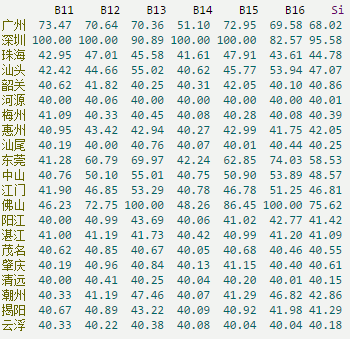 B11 B12 B13 B14 B15 B16 Si
广州 73.47 70.64 70.36 51.10 72.95 69.58 68.02
深圳 100.00 100.00 90.89 100.00 100.00 82.57 95.58
珠海 42.95 47.01 45.58 41.61 47.91 43.61 44.78
汕头 42.42 44.66 55.02 40.62 45.77 53.94 47.07
韶关 40.62 41.82 40.25 40.31 42.05 40.10 40.86
河源 40.00 40.06 40.00 40.00 40.00 40.00 40.01
梅州 41.09 40.33 40.45 40.08 40.28 40.08 40.39
惠州 40.95 43.42 42.94 40.27 42.99 41.75 42.05
汕尾 40.19 40.00 40.76 40.07 40.01 40.44 40.25
东莞 41.28 60.79 69.97 42.24 62.85 74.03 58.53
中山 40.76 50.10 55.01 40.75 50.90 53.89 48.57
江门 41.90 46.85 53.29 40.78 46.78 51.25 46.81
佛山 46.23 72.75 100.00 48.26 86.45 100.00 75.62
阳江 40.00 40.99 43.69 40.06 41.02 42.77 41.42
湛江 41.00 41.19 41.73 40.42 40.99 41.20 41.09
茂名 40.62 40.85 40.67 40.05 40.68 40.46 40.55
肇庆 40.19 40.96 40.84 40.13 41.15 40.40 40.61
清远 40.00 40.41 40.25 40.04 40.20 40.01 40.15
潮州 40.33 41.19 47.46 40.07 41.29 46.82 42.86
揭阳 40.67 40.89 43.22 40.09 40.92 41.98 41.29
云浮 40.33 40.22 40.38 40.08 40.04 40.04 40.18